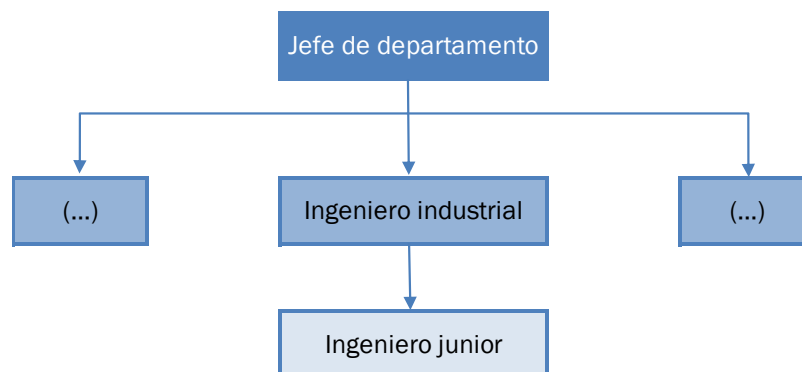 Jefe de departamento
(...)
Ingeniero industrial
(...)
Ingeniero junior